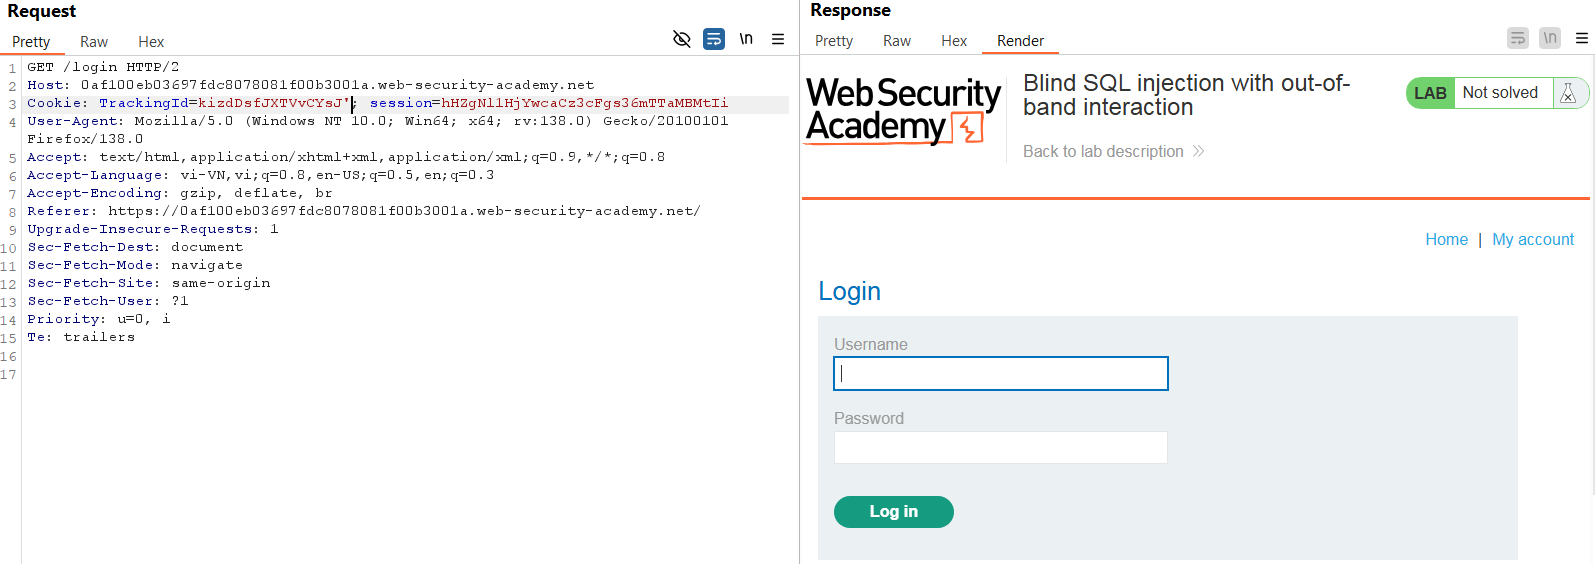 Request
Pretty Raw Hex
\n
1 GET /login HTTP/2
2 Host: 0af100eb03697fdc8078081f00b3001a.web-security-academy.net
3 Cookie: TrackingId=kizdDsfJXTVvCYsJ'; session=hHZgNl1HjYwcaCz3cFgs36mTTaMBMtIi
4 User-Agent: Mozilla/5.0 (Windows NT 10.0; Win64; x64; rv:138.0) Gecko/20100101
Firefox/138.0
5 Accept: text/html,application/xhtml+xml,application/xml;q=0.9,*/*;q=0.8
6 Accept-Language: vi-VN,vi;q=0.8,en-US;q=0.5,en;q=0.3
7 Accept-Encoding: gzip, deflate, br
8 Referer: https://0af100eb03697fdc8078081f00b3001a.web-security-academy.net/
9 Upgrade-Insecure-Requests: 1
10 Sec-Fetch-Dest: document
11 Sec-Fetch-Mode: navigate
12 Sec-Fetch-Site: same-origin
13 Sec-Fetch-User: ?1
14 Priority: u=0, i
15 Te: trailers
16
17
Response
Pretty Raw Hex Render
\n
WebSecurity
Academy
Blind SQL injection with out-of-
band interaction
Back to lab description
LAB Not solved
Home | My account
Login
Username
Password
Log in